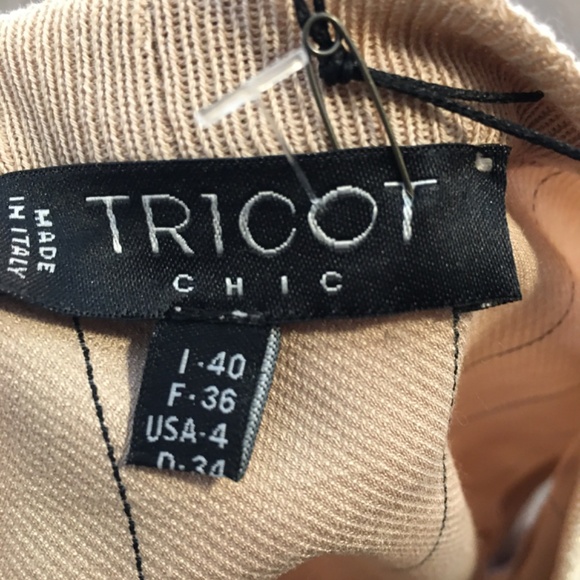 MADE
IN ITALY
TRICOT
CHIC
I-40
F-36
USA-4
D-34